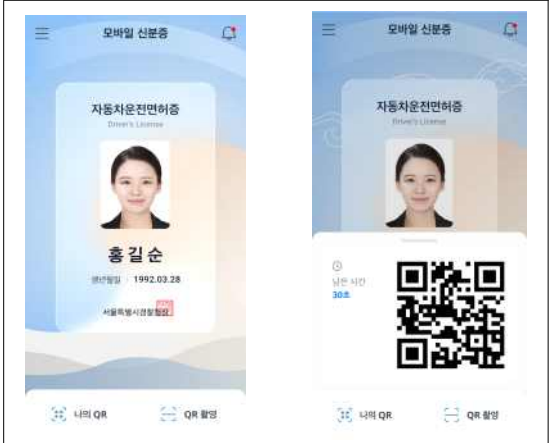 모바일 신분증
자동차운전면허증
Driver's License
홍길순
생년월일 : 1992.03.28
서울특별시경찰청장
나의 QR
QR 촬영
모바일 신분증
자동차운전면허증
Driver's License
남은 시간
30초
나의 QR
QR 촬영